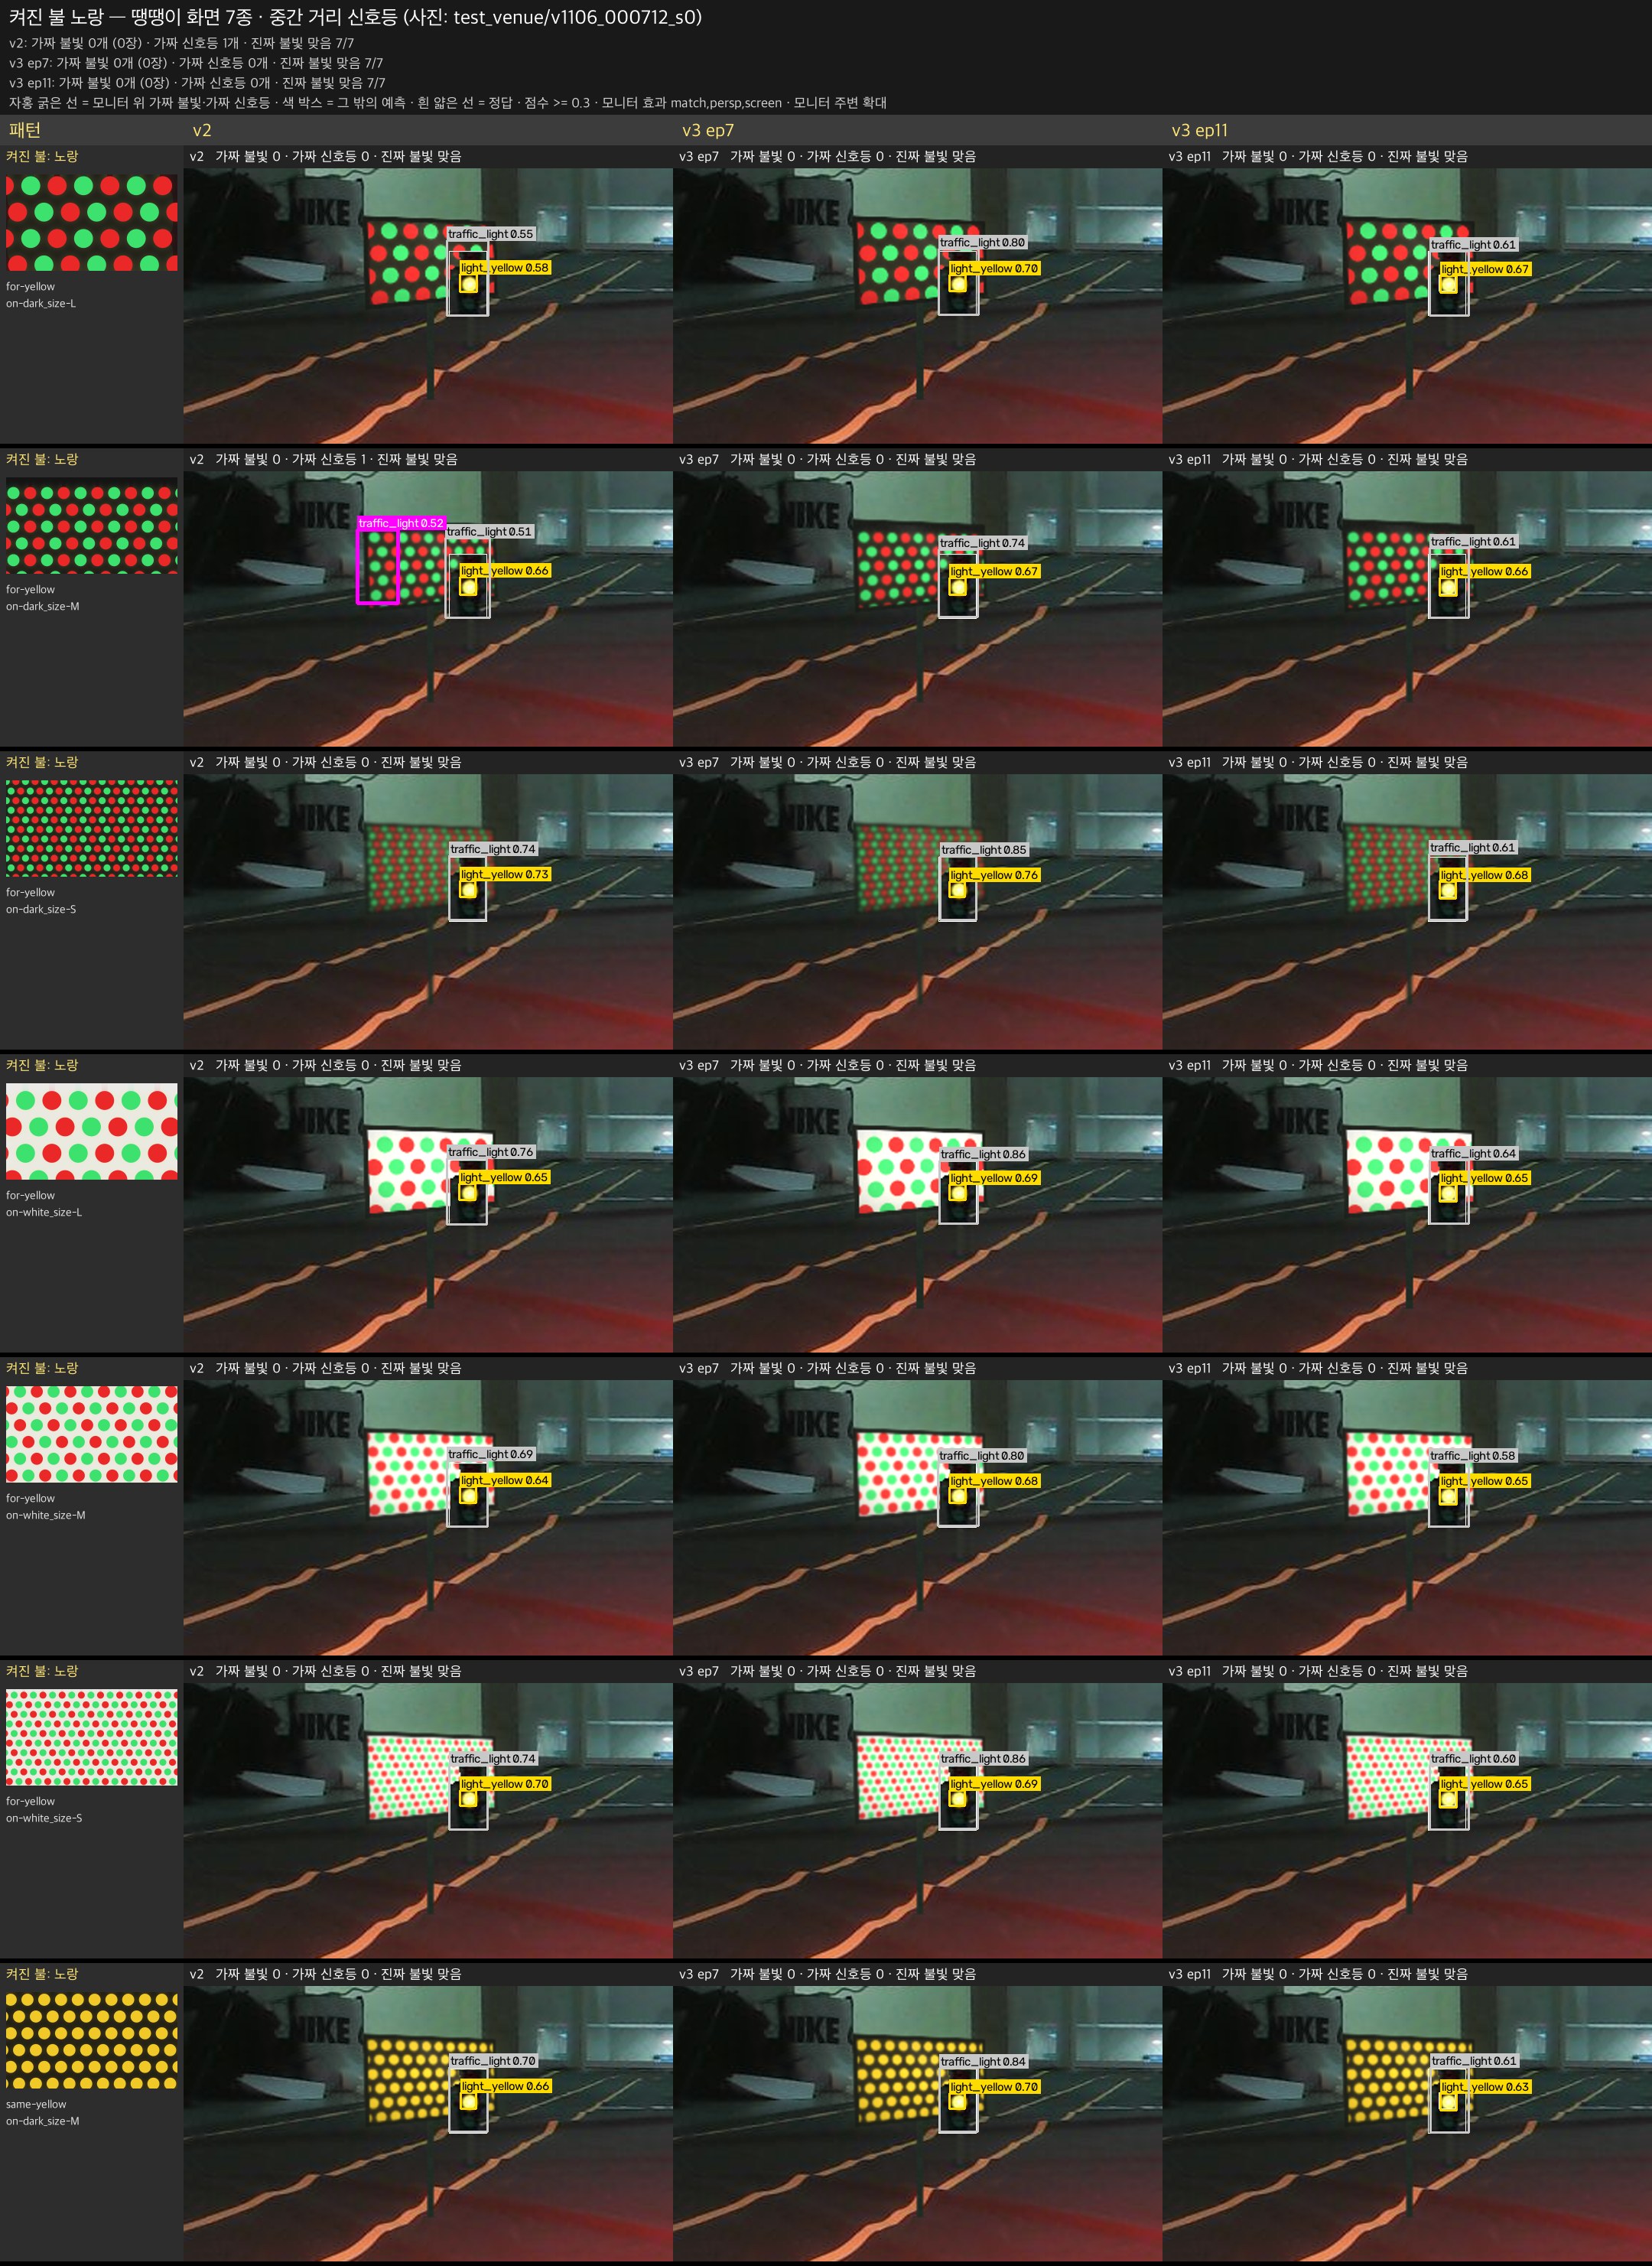 켜진 불 노랑 — 땡땡이 화면 7종 · 중간 거리 신호등 (사진: test_venue/v1106_000712_s0)
v2: 가짜 불빛 0개 (0장) · 가짜 신호등 1개 · 진짜 불빛 맞음 7/7
v3 ep7: 가짜 불빛 0개 (0장) · 가짜 신호등 0개 · 진짜 불빛 맞음 7/7
v3 ep11: 가짜 불빛 0개 (0장) · 가짜 신호등 0개 · 진짜 불빛 맞음 7/7
자홍 굵은 선 = 모니터 위 가짜 불빛·가짜 신호등 · 색 박스 = 그 밖의 예측 · 흰 얇은 선 = 정답 · 점수 >= 0.3 · 모니터 효과 match,persp,screen · 모니터 주변 확대
패턴 v2 v3 ep7 v3 ep11
켜진 불: 노랑
for-yellow
on-dark_size-L
v2 가짜 불빛 0 · 가짜 신호등 0 · 진짜 불빛 맞음
NIKE
traffic_light 0.55
light_yellow 0.58
v3 ep7 가짜 불빛 0 · 가짜 신호등 0 · 진짜 불빛 맞음
NIKE
traffic_light 0.80
light_yellow 0.70
v3 ep11 가짜 불빛 0 · 가짜 신호등 0 · 진짜 불빛 맞음
NIKE
traffic_light 0.61
light_yellow 0.67
켜진 불: 노랑
for-yellow
on-dark_size-M
v2 가짜 불빛 0 · 가짜 신호등 1 · 진짜 불빛 맞음
NIKE
traffic_light 0.52
traffic_light 0.51
light_yellow 0.66
v3 ep7 가짜 불빛 0 · 가짜 신호등 0 · 진짜 불빛 맞음
NIKE
traffic_light 0.74
light_yellow 0.67
v3 ep11 가짜 불빛 0 · 가짜 신호등 0 · 진짜 불빛 맞음
NIKE
traffic_light 0.61
light_yellow 0.66
켜진 불: 노랑
for-yellow
on-dark_size-S
v2 가짜 불빛 0 · 가짜 신호등 0 · 진짜 불빛 맞음
NIKE
traffic_light 0.74
light_yellow 0.73
v3 ep7 가짜 불빛 0 · 가짜 신호등 0 · 진짜 불빛 맞음
NIKE
traffic_light 0.85
light_yellow 0.76
v3 ep11 가짜 불빛 0 · 가짜 신호등 0 · 진짜 불빛 맞음
NIKE
traffic_light 0.61
light_yellow 0.68
켜진 불: 노랑
for-yellow
on-white_size-L
v2 가짜 불빛 0 · 가짜 신호등 0 · 진짜 불빛 맞음
NIKE
traffic_light 0.76
light_yellow 0.65
v3 ep7 가짜 불빛 0 · 가짜 신호등 0 · 진짜 불빛 맞음
NIKE
traffic_light 0.86
light_yellow 0.69
v3 ep11 가짜 불빛 0 · 가짜 신호등 0 · 진짜 불빛 맞음
NIKE
traffic_light 0.64
light_yellow 0.65
켜진 불: 노랑
for-yellow
on-white_size-M
v2 가짜 불빛 0 · 가짜 신호등 0 · 진짜 불빛 맞음
NIKE
traffic_light 0.69
light_yellow 0.64
v3 ep7 가짜 불빛 0 · 가짜 신호등 0 · 진짜 불빛 맞음
NIKE
traffic_light 0.80
light_yellow 0.68
v3 ep11 가짜 불빛 0 · 가짜 신호등 0 · 진짜 불빛 맞음
NIKE
traffic_light 0.58
light_yellow 0.65
켜진 불: 노랑
for-yellow
on-white_size-S
v2 가짜 불빛 0 · 가짜 신호등 0 · 진짜 불빛 맞음
NIKE
traffic_light 0.74
light_yellow 0.70
v3 ep7 가짜 불빛 0 · 가짜 신호등 0 · 진짜 불빛 맞음
NIKE
traffic_light 0.86
light_yellow 0.69
v3 ep11 가짜 불빛 0 · 가짜 신호등 0 · 진짜 불빛 맞음
NIKE
traffic_light 0.60
light_yellow 0.65
켜진 불: 노랑
same-yellow
on-dark_size-M
v2 가짜 불빛 0 · 가짜 신호등 0 · 진짜 불빛 맞음
NIKE
traffic_light 0.70
light_yellow 0.66
v3 ep7 가짜 불빛 0 · 가짜 신호등 0 · 진짜 불빛 맞음
NIKE
traffic_light 0.84
light_yellow 0.70
v3 ep11 가짜 불빛 0 · 가짜 신호등 0 · 진짜 불빛 맞음
NIKE
traffic_light 0.61
light_yellow 0.63